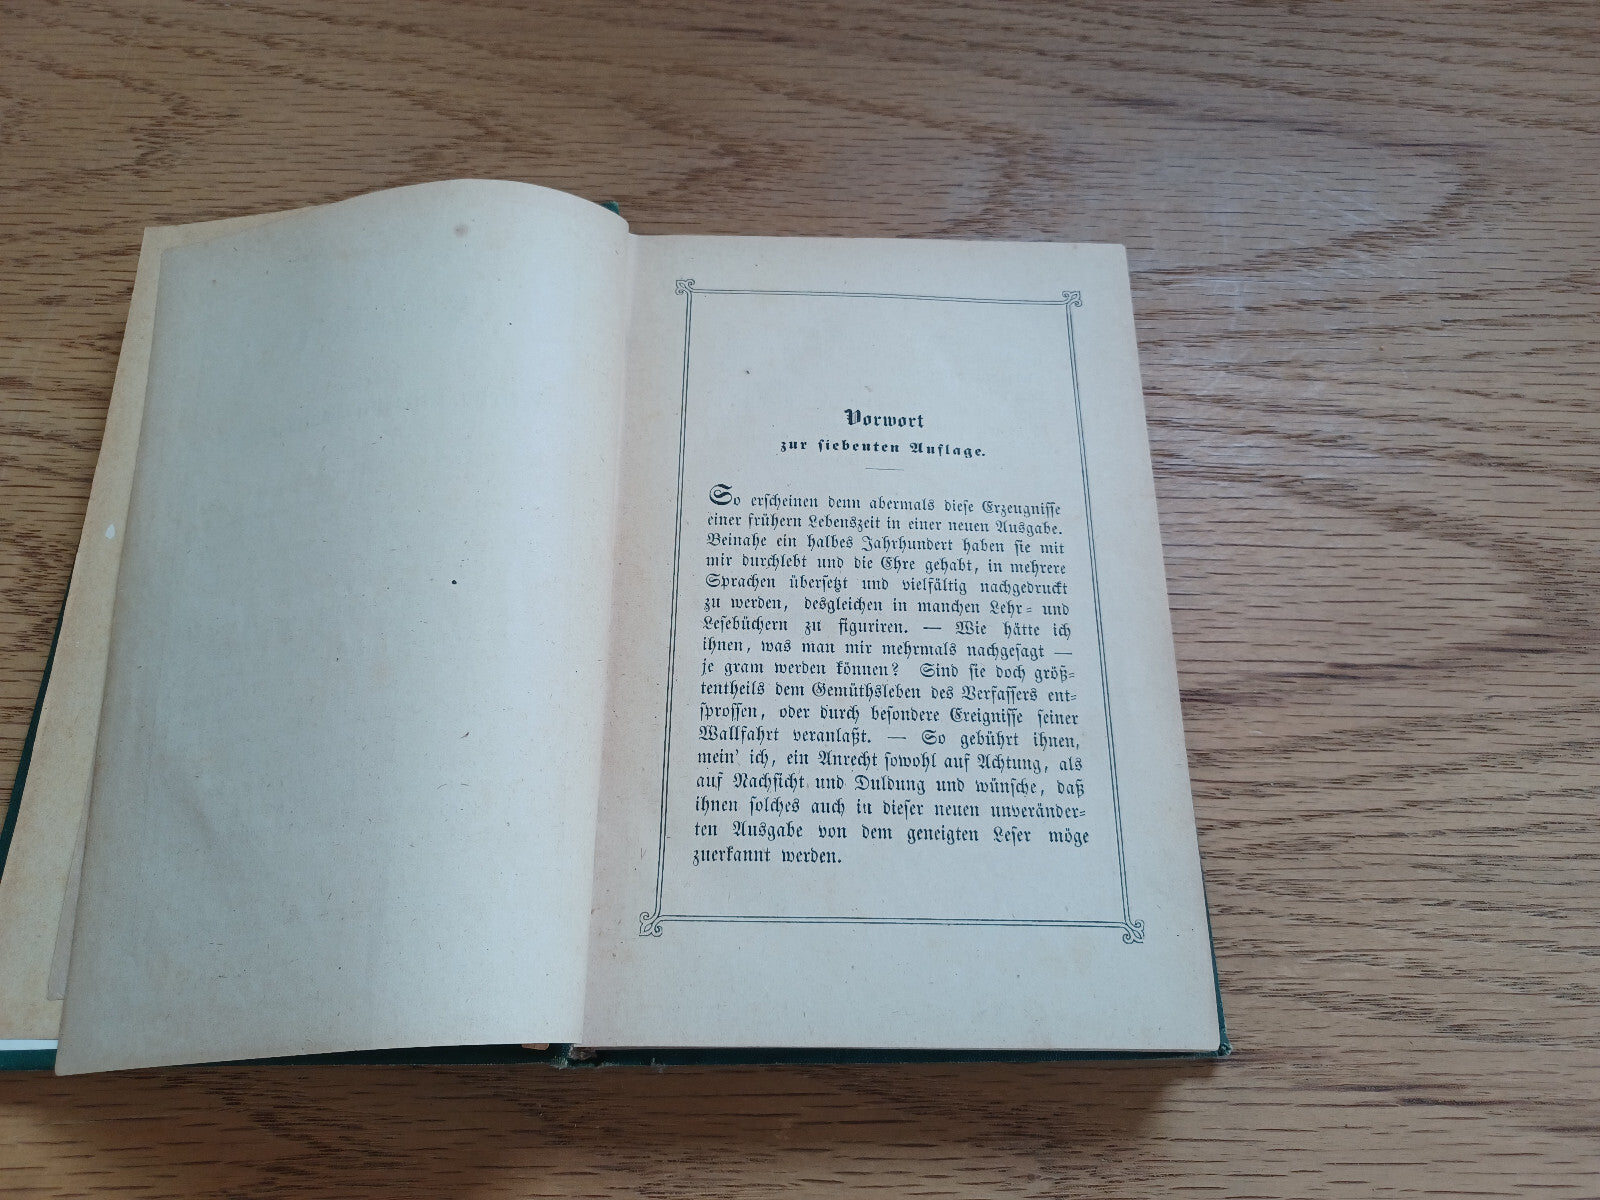 Vorwort
zur siebenten Auflage.
So erscheinen denn abermals diese Erzeugnisse
einer frühern Lebenszeit in einer neuen Ausgabe.
Beinahe ein halbes Jahrhundert haben sie mit
mir durchlebt und die Ehre gehabt, in mehrere
Sprachen übersetzt und vielfältig nachgedruckt
zu werden, desgleichen in manchen Lehr- und
Lesebüchern zu figuriren. — Wie hätte ich
ihnen, was man mir mehrmals nachgesagt —
je gram werden können? Sind sie doch größ-
tentheils dem Gemüthsleben des Verfassers ent-
sprossen, oder durch besondere Ereignisse seiner
Wallfahrt veranlaßt. — So gebührt ihnen,
mein' ich, ein Anrecht sowohl auf Achtung, als
auf Nachsicht und Duldung und wünsche, daß
ihnen solches auch in dieser neuen unveränder-
ten Ausgabe von dem geneigten Leser möge
zuerkannt werden.